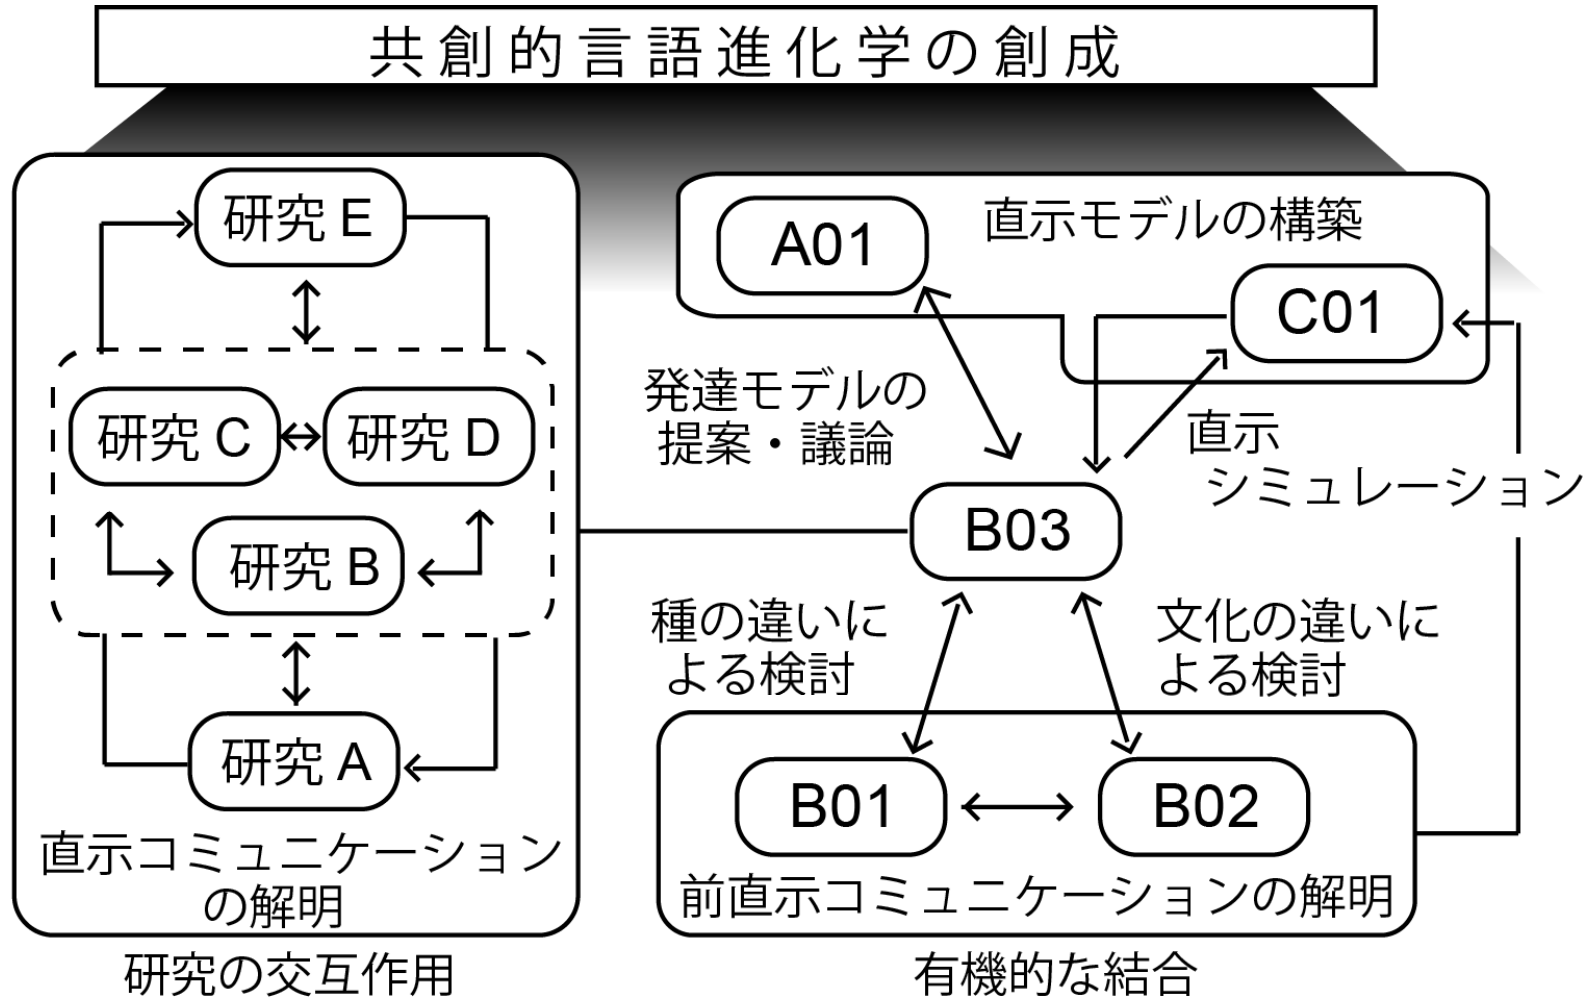 共創的言語進化学の創成
研究 E
研究 C
研究 D
研究 B
研究 A
直示コミュニケーション
の解明
研究の交互作用
A01
直示モデルの構築
C01
発達モデルの
提案・議論
直示
シミュレーション
B03
種の違いに
よる検討
文化の違いに
よる検討
B01
B02
前直示コミュニケーションの解明
有機的な結合